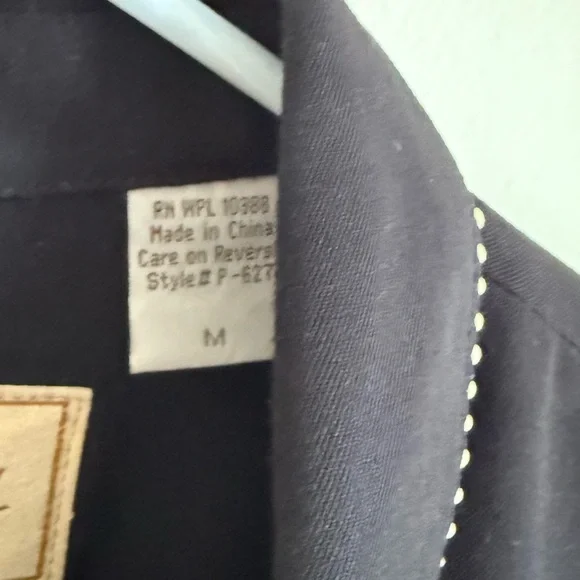 RN WPL 10388
Made in China
Care on Revers
Style# P-627
M